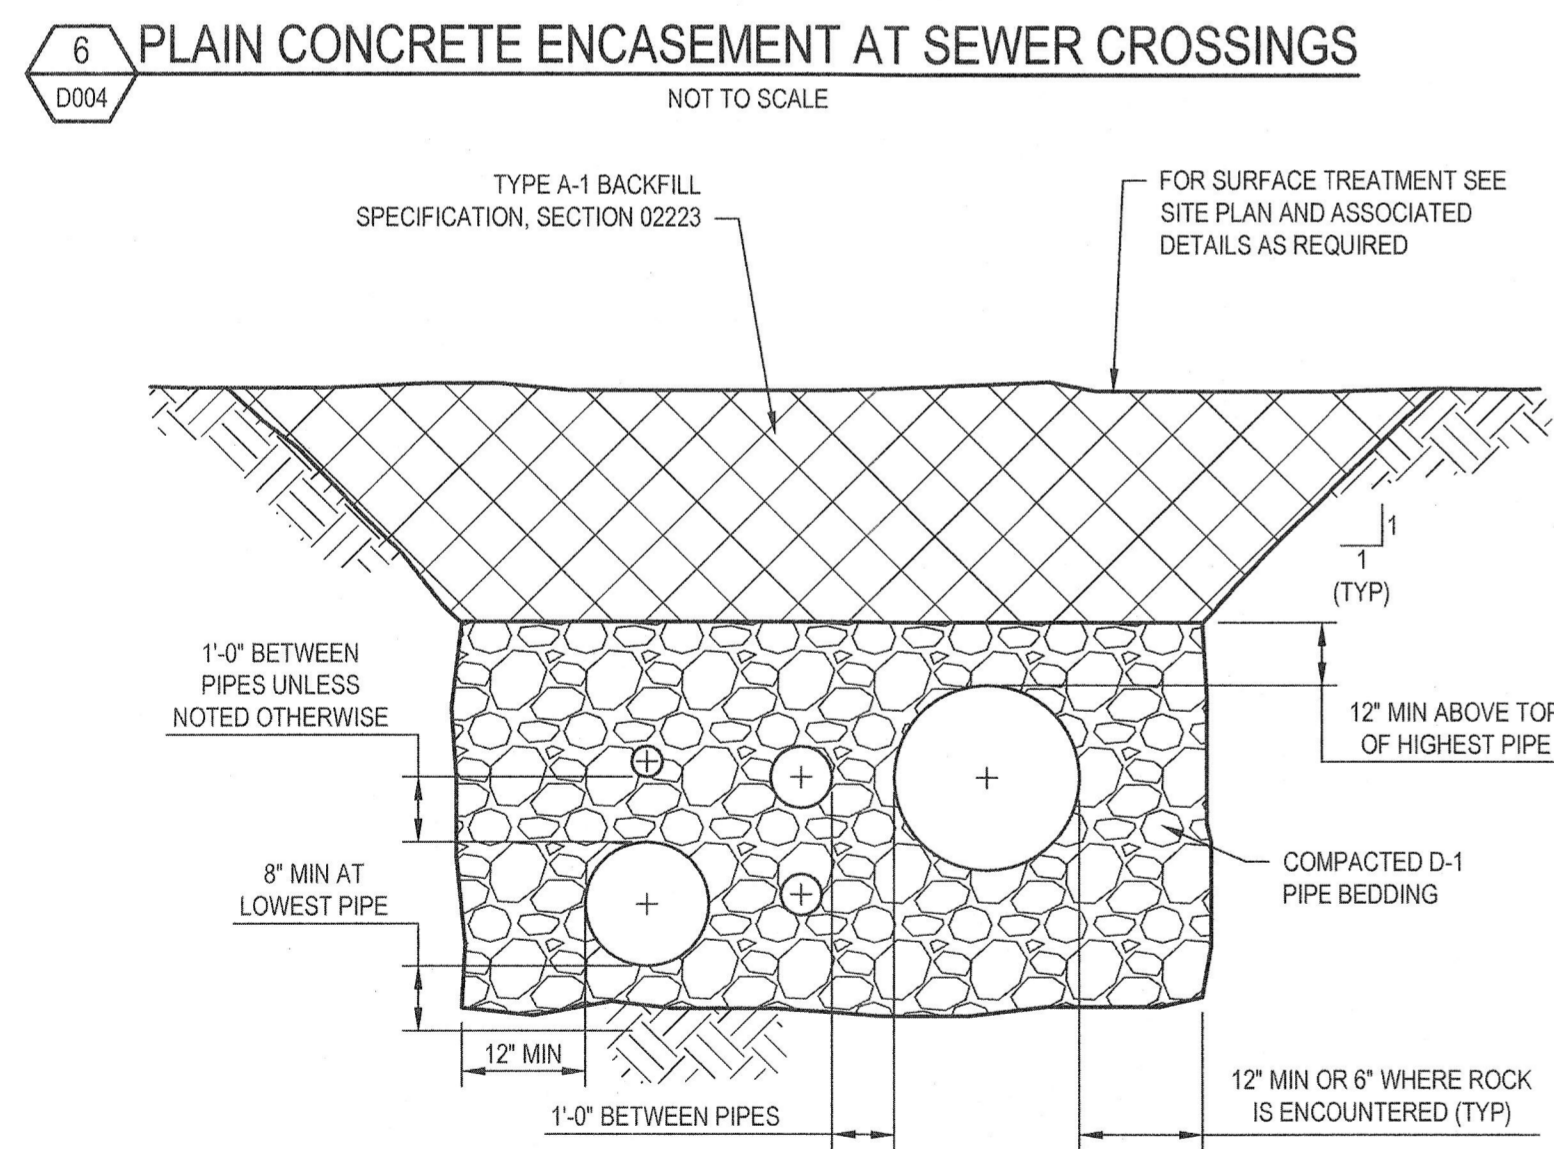 6
D004
PLAIN CONCRETE ENCASEMENT AT SEWER CROSSINGS
NOT TO SCALE
TYPE A-1 BACKFILL
SPECIFICATION, SECTION 02223
FOR SURFACE TREATMENT SEE
SITE PLAN AND ASSOCIATED
DETAILS AS REQUIRED
1
1
(TYP)
1'-0" BETWEEN
PIPES UNLESS
NOTED OTHERWISE
12" MIN ABOVE TOP
OF HIGHEST PIPE
8" MIN AT
LOWEST PIPE
COMPACTED D-1
PIPE BEDDING
12" MIN
1'-0" BETWEEN PIPES
12" MIN OR 6" WHERE ROCK
IS ENCOUNTERED (TYP)